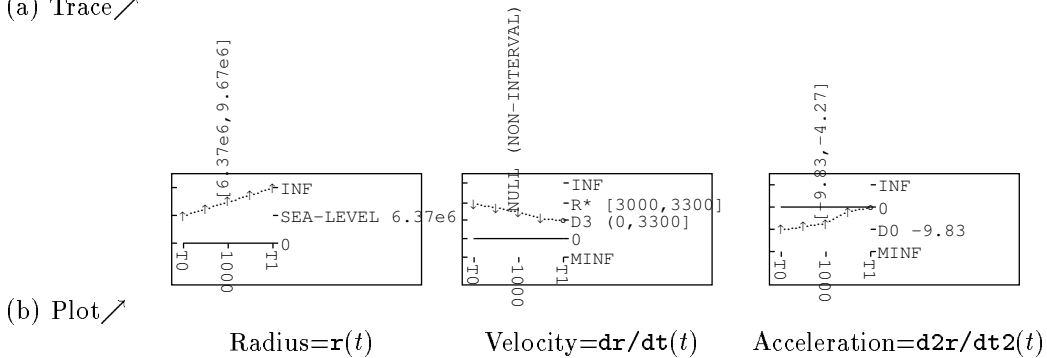 (a) Trace↗
[6.37e6,9.67e6]
INF
SEA-LEVEL 6.37e6
0
T0
1000
T1
NULL (NON-INTERVAL)
INF
R* [3000,3300]
D3 (0,3300]
0
MINF
T0
1000
T1
[-9.83,-4.27]
INF
0
D0 -9.83
MINF
T0
1000
T1
(b) Plot↗
Radius=r(t)
Velocity=dr/dt(t)
Acceleration=d2r/dt2(t)